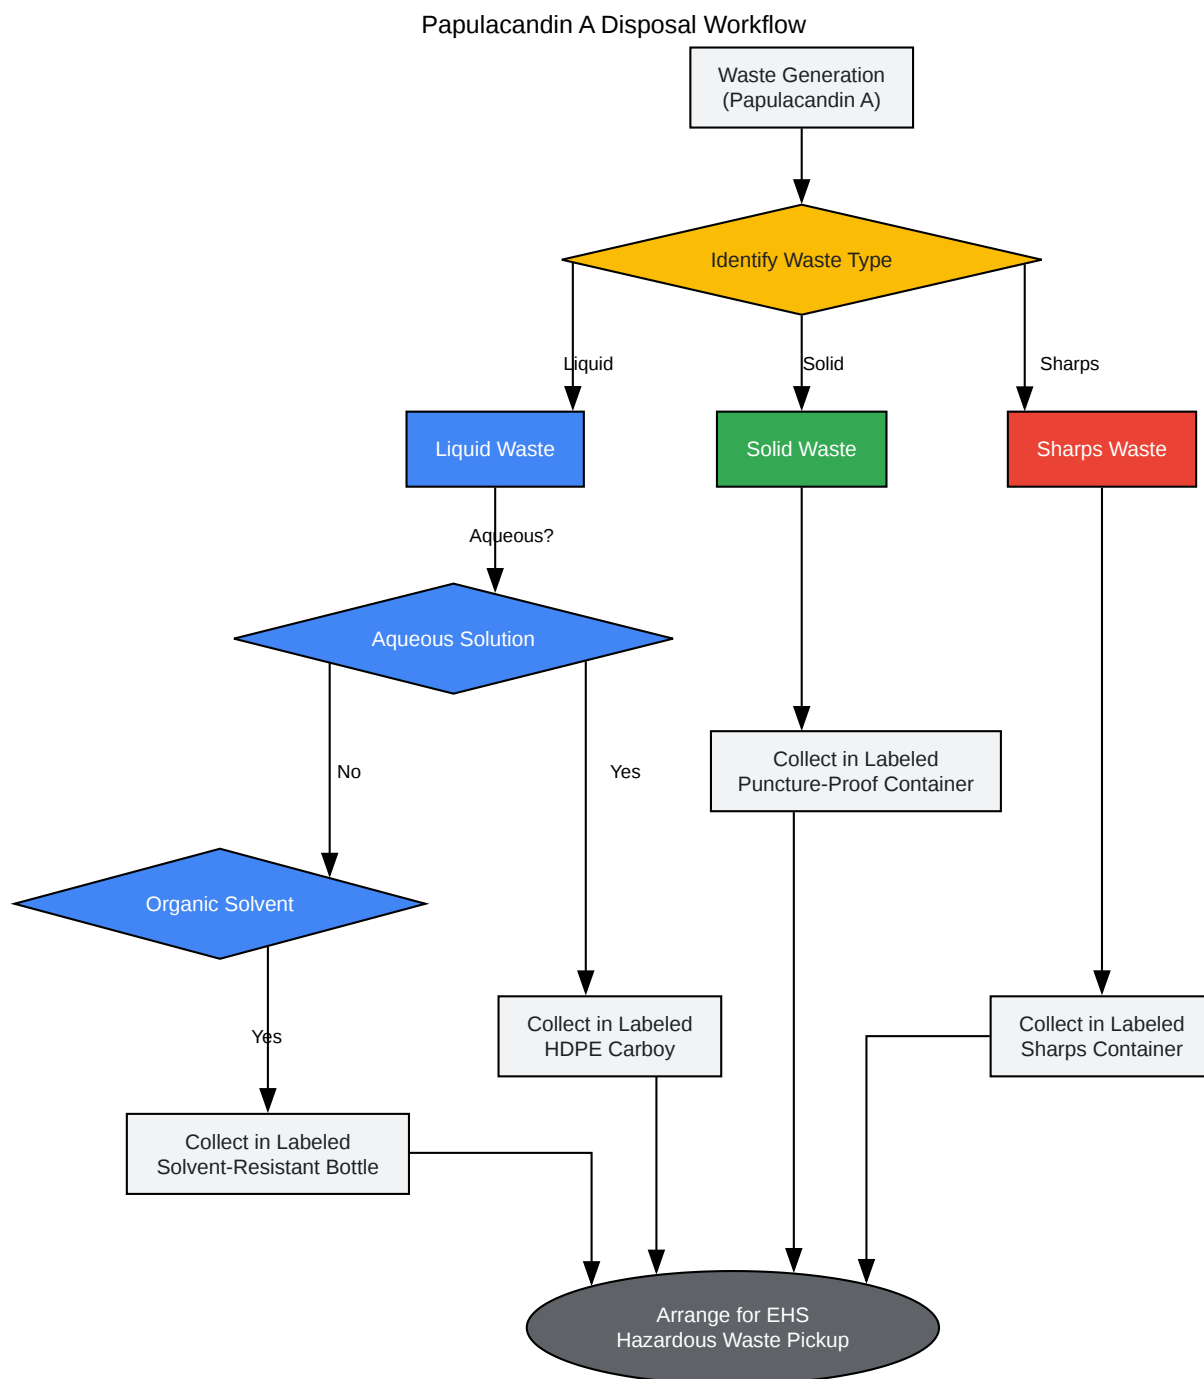 Papulacandin A Disposal Workflow
Waste Generation
(Papulacandin A)
Identify Waste Type
Liquid
Solid
Sharps
Liquid Waste
Solid Waste
Sharps Waste
Aqueous?
Aqueous Solution
No
Yes
Collect in Labeled
Puncture-Proof Container
Organic Solvent
Yes
Collect in Labeled
HDPE Carboy
Collect in Labeled
Sharps Container
Collect in Labeled
Solvent-Resistant Bottle
Arrange for EHS
Hazardous Waste Pickup